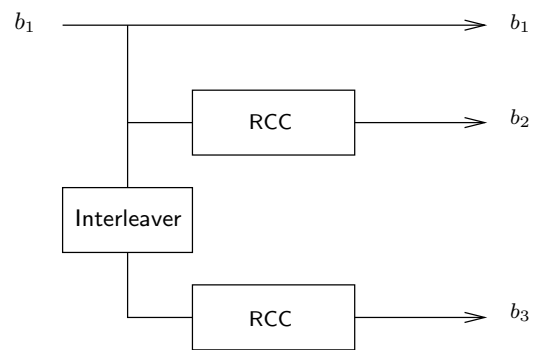 b₁ b₁
RCC b₂
Interleaver
RCC b₃